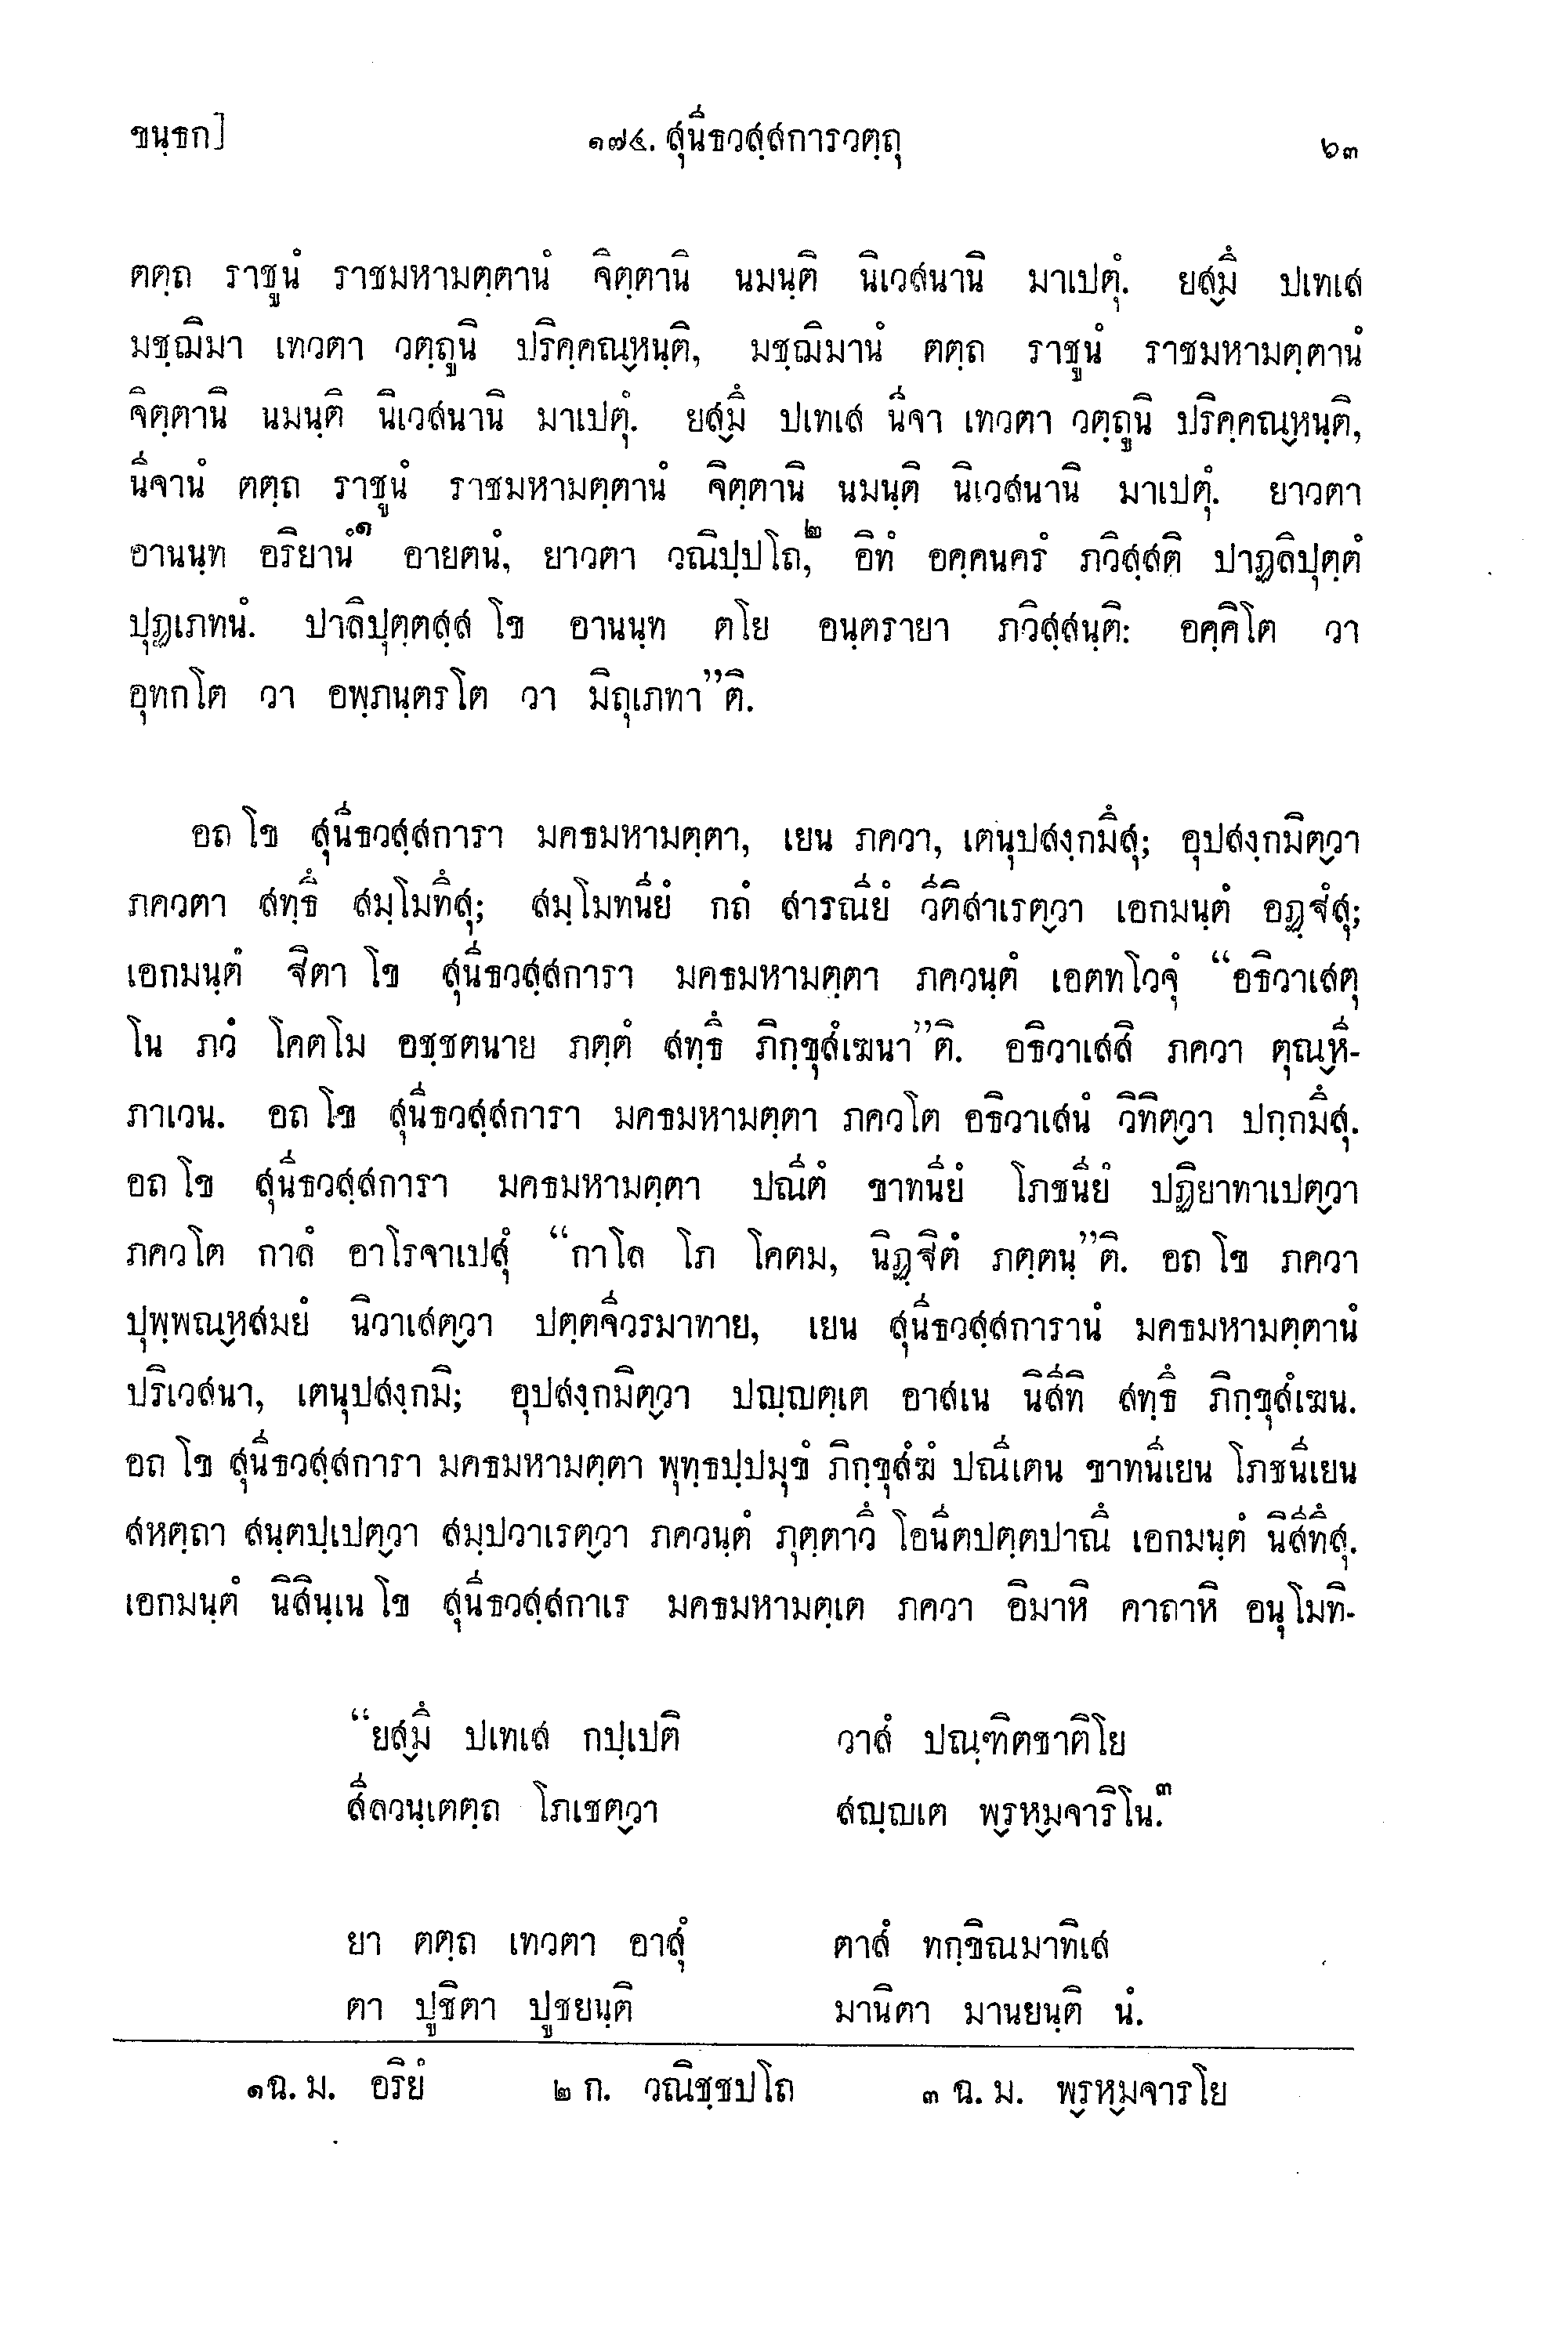 ขนฺธก]
๑๗๔. สุนีธวสฺสการวตฺถุ
๖๓
ตตฺถ ราชูนํ ราชมหามตฺตานํ จิตฺตานิ นมนฺติ นิเวสนานิ มาเปตุํ. ยสฺมึ ปเทเส
มชฺฌิมา เทวตา วตฺถูนิ ปริคฺคณฺหนฺติ, มชฺฌิมานํ ตตฺถ ราชูนํ ราชมหามตฺตานํ
จิตฺตานิ นมนฺติ นิเวสนานิ มาเปตุํ. ยสฺมึ ปเทเส นีจา เทวตา วตฺถูนิ ปริคฺคณฺหนฺติ,
นีจานํ ตตฺถ ราชูนํ ราชมหามตฺตานํ จิตฺตานิ นมนฺติ นิเวสนานิ มาเปตุํ. ยาวตา
อานนฺท อริยานํ๑ อายตนํ, ยาวตา วณิปฺปโถ,๒ อิทํ อคฺคนครํ ภวิสฺสติ ปาฏลิปุตฺตํ
ปุฏเภทนํ. ปาลิปุตฺตสฺส โข อานนฺท ตโย อนฺตรายา ภวิสฺสนฺติ: อคฺคิโต วา
อุทกโต วา อพฺภนฺตรโต วา มิถุเภทา”ติ.
อถ โข สุนีธวสฺสการา มคธมหามตฺตา, เยน ภควา, เตนุปสงฺกมึสุ; อุปสงฺกมิตฺวา
ภควตา สทฺธึ สมฺโมทึสุ; สมฺโมทนียํ กถํ สารณียํ วีติสาเรตฺวา เอกมนฺตํ อฏฺฐํสุ;
เอกมนฺตํ ฐิตา โข สุนีธวสฺสการา มคธมหามตฺตา ภควนฺตํ เอตทโวจุํ “อธิวาเสตุ
โน ภวํ โคตโม อชฺชตนาย ภตฺตํ สทฺธึ ภิกฺขุสํเฆนา”ติ. อธิวาเสสิ ภควา ตุณฺหี-
ภาเวน. อถ โข สุนีธวสฺสการา มคธมหามตฺตา ภควโต อธิวาเสนํ วิทิตฺวา ปกฺกมึสุ.
อถ โข สุนีธวสฺสการา มคธมหามตฺตา ปณีตํ ขาทนียํ โภชนียํ ปฏิยาทาเปตฺวา
ภควโต กาลํ อาโรจาเปสุํ “กาโล โภ โคตม, นิฏฺฐิตํ ภตฺตนฺ”ติ. อถ โข ภควา
ปุพฺพณฺหสมยํ นิวาเสตฺวา ปตฺตจีวรมาทาย, เยน สุนีธวสฺสการานํ มคธมหามตฺตานํ
ปริเวสนา, เตนุปสงฺกมิ; อุปสงฺกมิตฺวา ปญฺญตฺเต อาสเน นิสีทิ สทฺธึ ภิกฺขุสํเฆน.
อถ โข สุนีธวสฺสการา มคธมหามตฺตา พุทฺธปฺปมุขํ ภิกฺขุสํฆํ ปณีเตน ขาทนีเยน โภชนีเยน
สหตฺถา สนฺตปฺเปตฺวา สมฺปวาเรตฺวา ภควนฺตํ ภุตฺตาวึ โอนีตปตฺตปาณึ เอกมนฺตํ นิสีทึสุ.
เอกมนฺตํ นิสินฺเน โข สุนีธวสฺสกาเร มคธมหามตฺเต ภควา อิมาหิ คาถาหิ อนุโมทิ-
“ยสฺมึ ปเทเส กปฺเปติ วาสํ ปณฺฑิตชาติโย
สีลวนฺเตตฺถ โภเชตฺวา สญฺญเต พฺรหฺมจาริโน.๓
ยา ตตฺถ เทวตา อาสุํ ตาสํ ทกฺขิณมาทิเส
ตา ปูชิตา ปูชยนฺติ มานิตา มานยนฺติ นํ.
๑ ฉ. ม. อริยํ ๒ ก. วณิชฺชปโถ ๓ ฉ. ม. พฺรหฺมจารโย